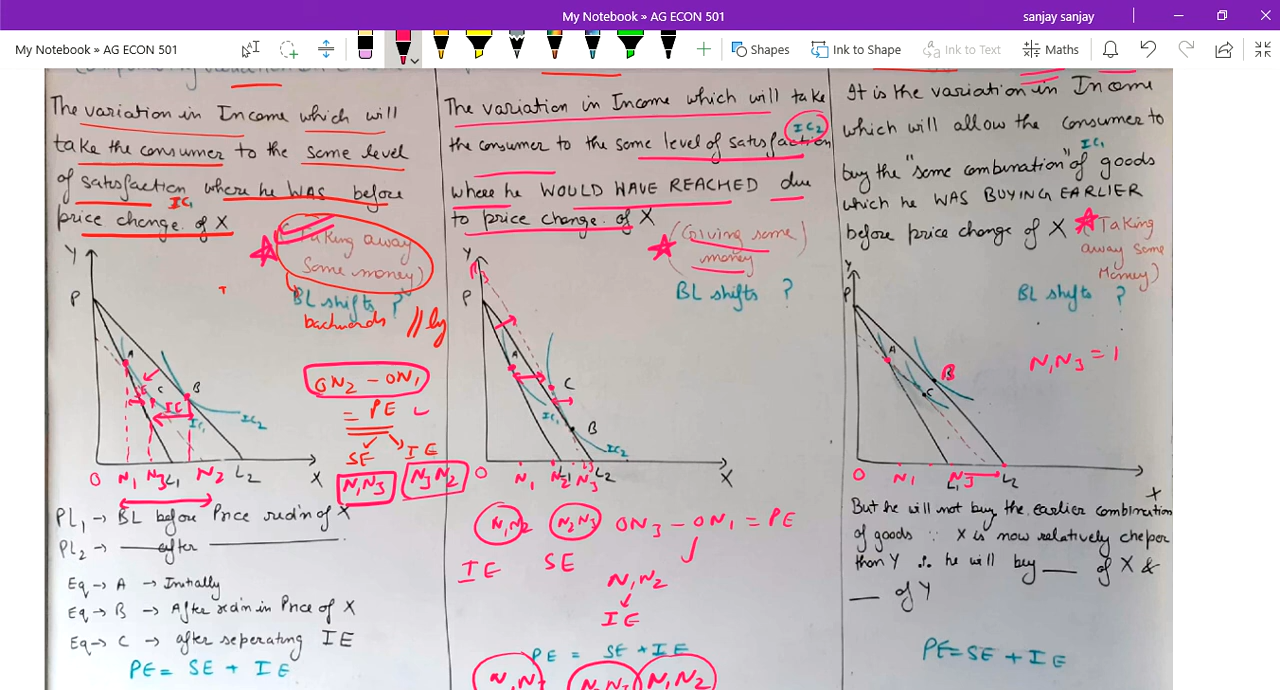 My Notebook » AG ECON 501
sanjay sanjay
My Notebook » AG ECON 501
Shapes
Ink to Shape
Ink to Text
Maths
The variation in Income which will
take the consumer to the same level
of satisfaction where he WAS before
IC1
price change of X
(Taking away
some money)
BL shifts ?
backwards //ly
Y
P
A
B
C
SE
IE
IC1
IC2
O N1 N3 L1 N2 L2 X
ON2 - ON1
= PE
SE IE
N1N3 N3N2
PL1 → BL before Price redn of X
PL2 → after
Eq → A → Initially
Eq → B → After redn in Price of X
Eq → C → after seperating IE
PE = SE + IE
The variation in Income which will take
IC2
the consumer to the same level of satisfaction
where he WOULD HAVE REACHED due
to price change of X
(Giving some)
money
BL shifts ?
Y
P
A
C
B
IC1
IC2
O N1 N2 L1 N3 L2 X
N1N2 N2N3 ON3 - ON1 = PE
IE SE
N1N2
IE
PE = SE + IE
N1N2
It is the variation in Income
which will allow the consumer to
IC1
buy the "same combination" of goods
which he WAS BUYING EARLIER
before price change of X
Taking
away some
Money)
BL shifts ?
Y
P
A
B
C
N1N3 = 1
O N1 L1 N3 L2
X
But he will not buy the earlier combination
of goods ∵ X is now relatively cheper
than Y ∴ he will buy ___ of X &
__ of Y
PE = SE + IE